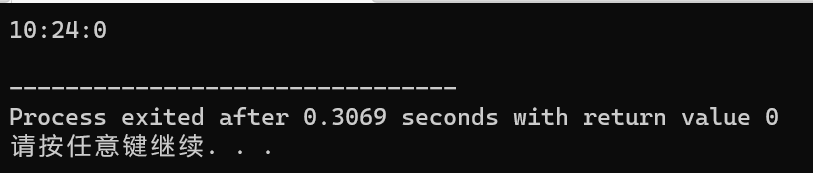 10:24:0
--------------------------------
Process exited after 0.3069 seconds with return value 0
请按任意键继续. . .